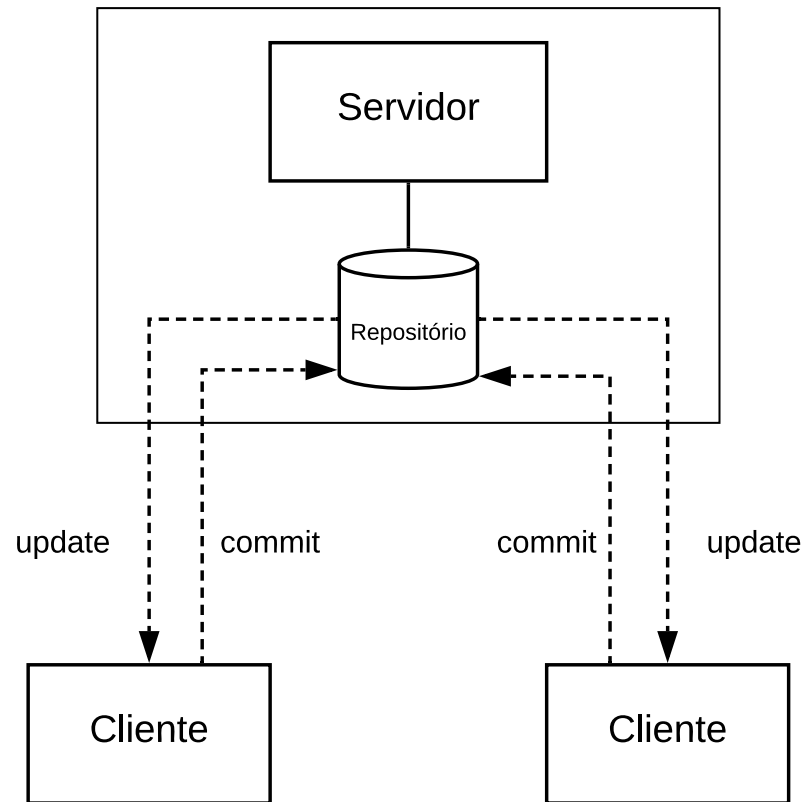 Servidor
Repositório
update
commit
commit
update
Cliente
Cliente